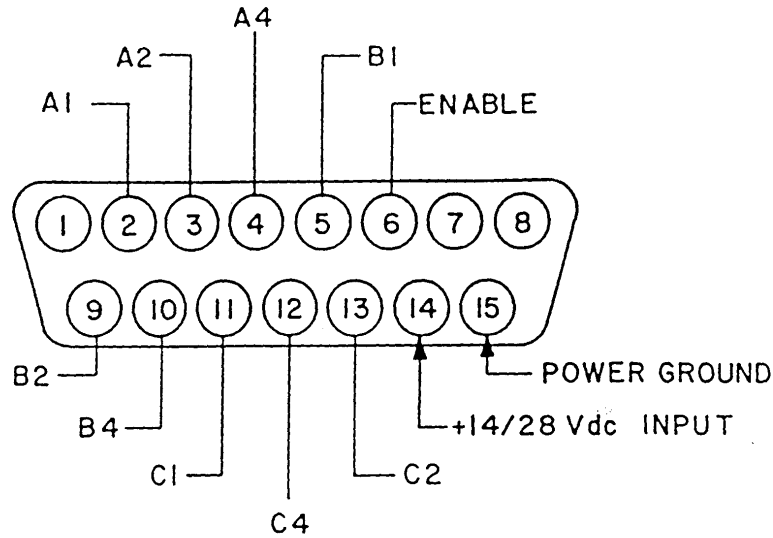 A4
A2
B1
A1
ENABLE
1 2 3 4 5 6 7 8
9 10 11 12 13 14 15
B2
POWER GROUND
B4
+14/28 Vdc INPUT
C1
C2
C4